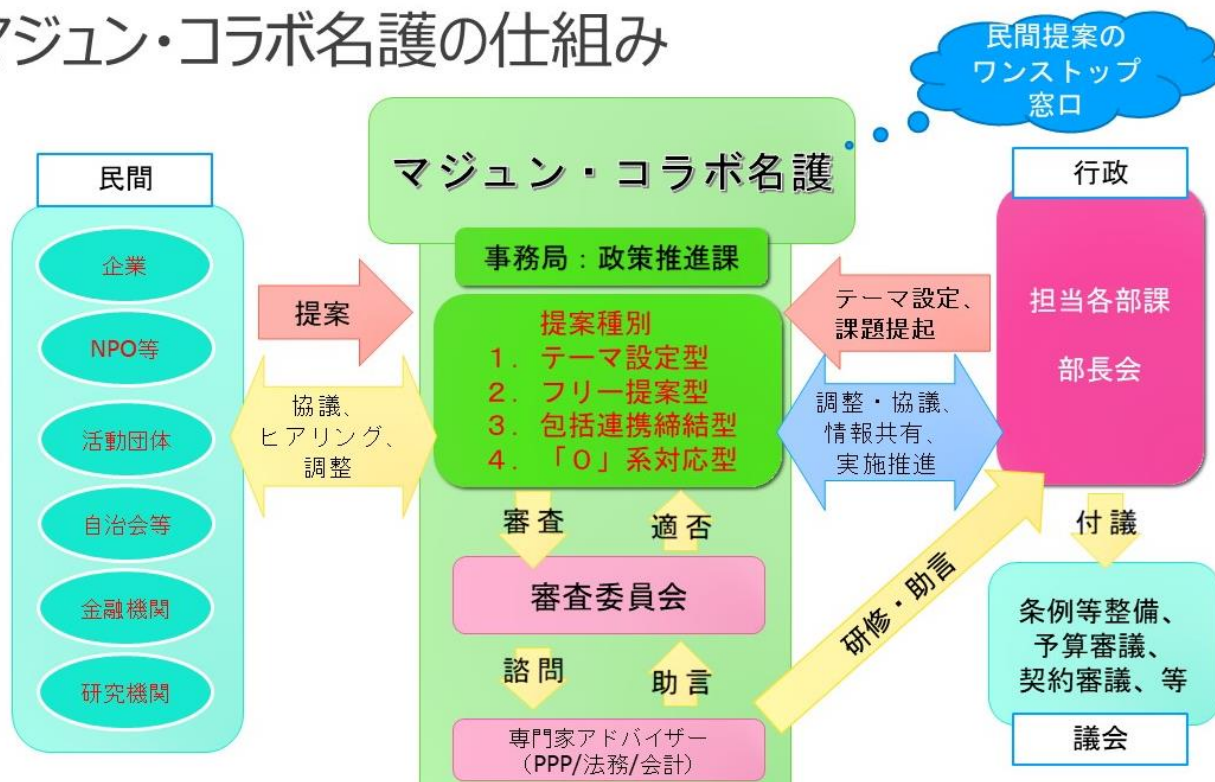 マジュン・コラボ名護の仕組み
民間提案の
ワンストップ
窓口
民間
企業
NPO等
活動団体
自治会等
金融機関
研究機関
提案
協議、
ヒアリング、
調整
マジュン・コラボ名護
事務局：政策推進課
提案種別
１．テーマ設定型
２．フリー提案型
３．包括連携締結型
４．「０」系対応型
審査
適否
審査委員会
諮問
助言
専門家アドバイザー
（PPP/法務/会計）
テーマ設定、
課題提起
調整・協議、
情報共有、
実施推進
研修・助言
行政
担当各部課
部長会
付議
条例等整備、
予算審議、
契約審議、等
議会